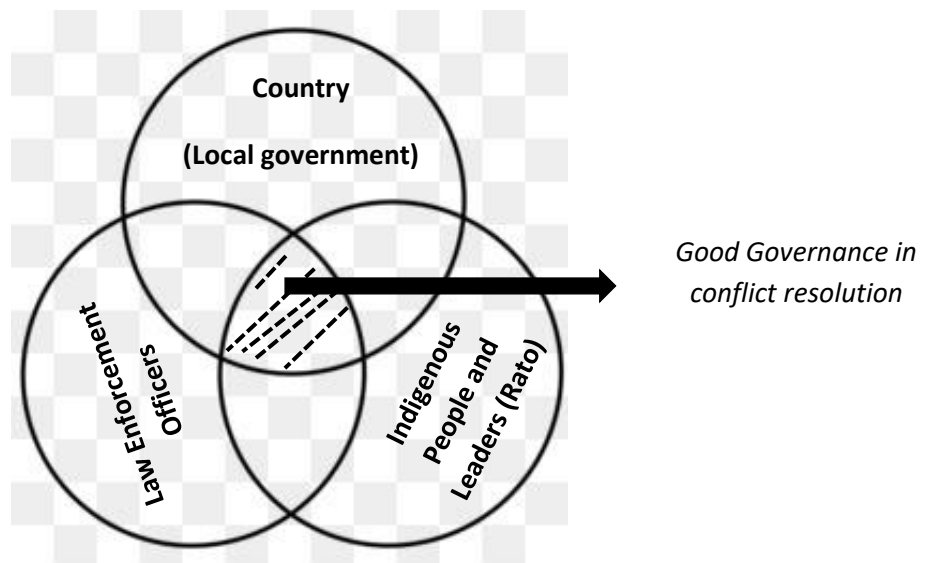 Country
(Local government)
Good Governance in
conflict resolution
Law Enforcement
Officers
Indigenous
People and
Leaders (Rato)